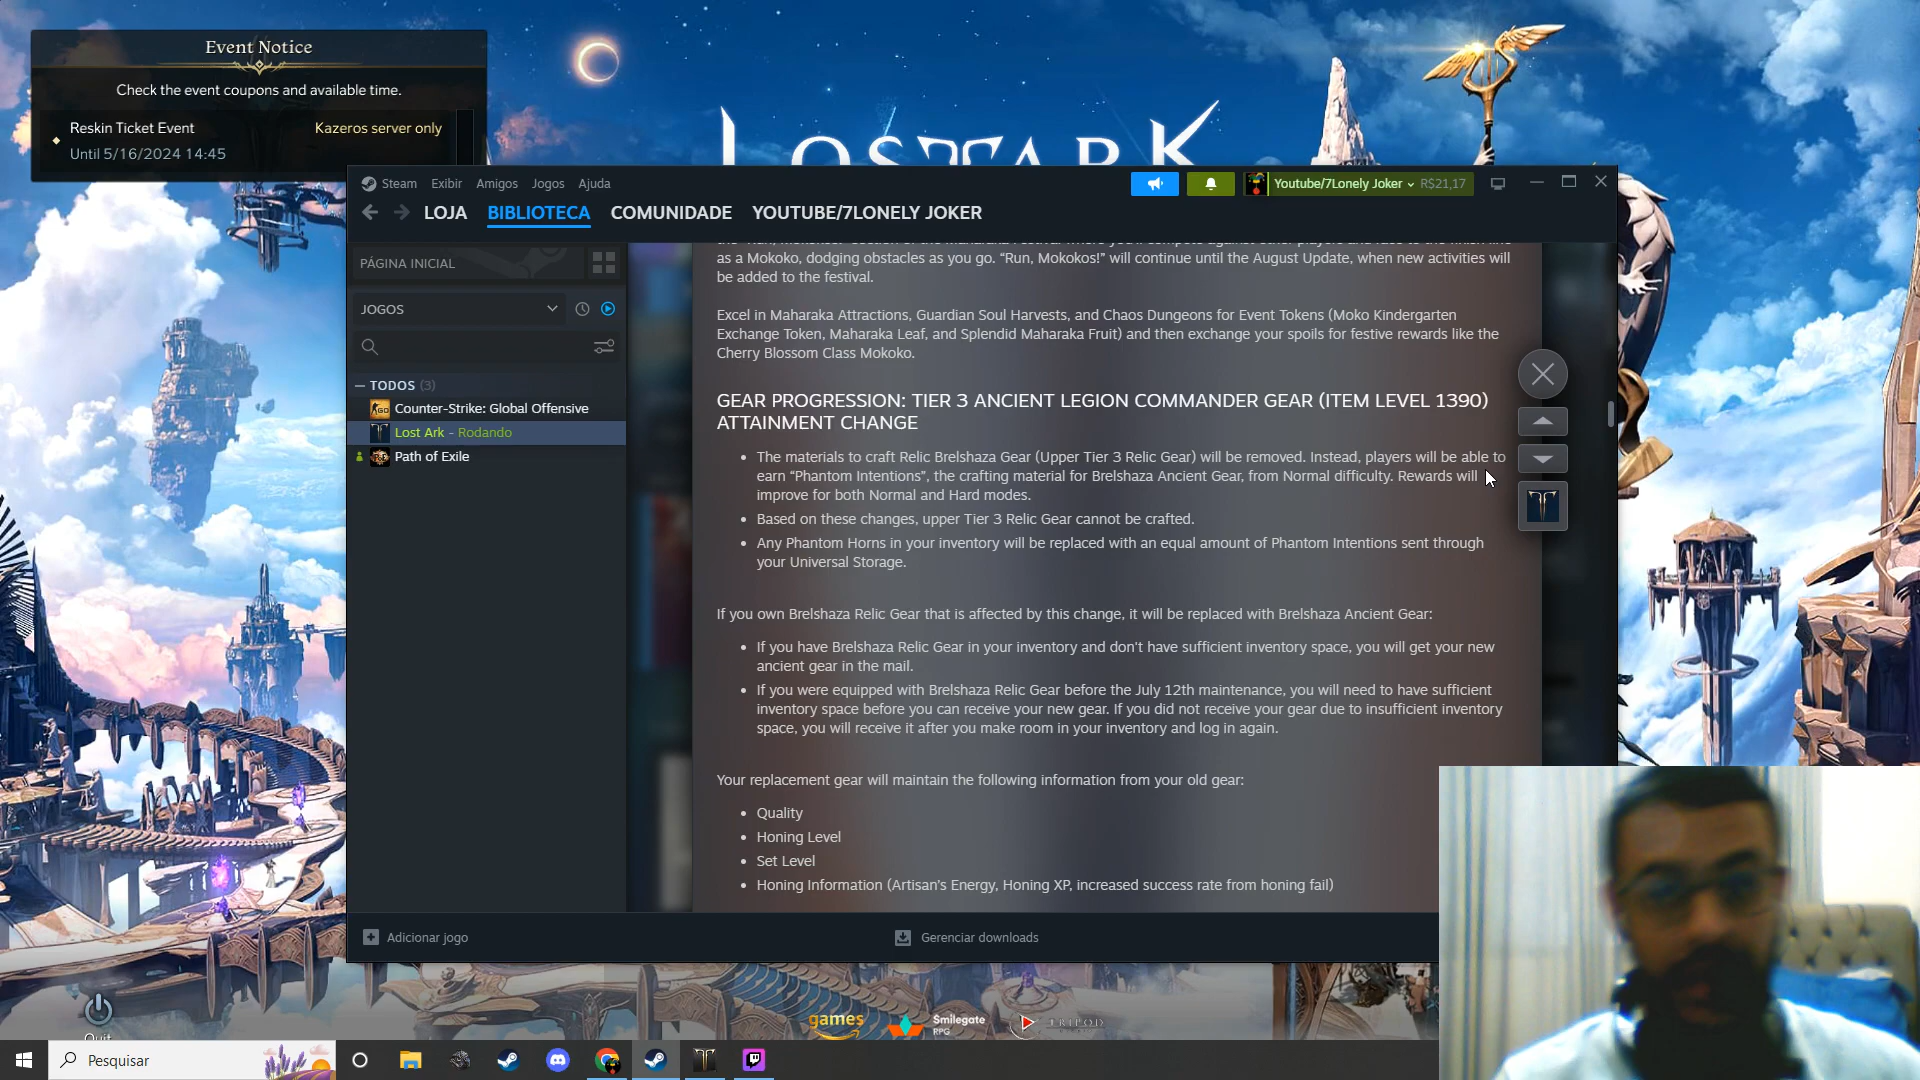 Event Notice
Check the event coupons and available time.
Reskin Ticket Event
Kazeros server only
Until 5/16/2024 14:45
LOSTARK
Steam
Exibir
Amigos
Jogos
Ajuda
Youtube/7Lonely Joker
R$21,17
LOJA
BIBLIOTECA
COMUNIDADE
YOUTUBE/7LONELY JOKER
PÁGINA INICIAL
JOGOS
TODOS (3)
Counter-Strike: Global Offensive
Lost Ark - Rodando
Path of Exile
as a Mokoko, dodging obstacles as you go. “Run, Mokokos!” will continue until the August Update, when new activities will
be added to the festival.
Excel in Maharaka Attractions, Guardian Soul Harvests, and Chaos Dungeons for Event Tokens (Moko Kindergarten
Exchange Token, Maharaka Leaf, and Splendid Maharaka Fruit) and then exchange your spoils for festive rewards like the
Cherry Blossom Class Mokoko.
GEAR PROGRESSION: TIER 3 ANCIENT LEGION COMMANDER GEAR (ITEM LEVEL 1390)
ATTAINMENT CHANGE
• The materials to craft Relic Brelshaza Gear (Upper Tier 3 Relic Gear) will be removed. Instead, players will be able to
earn “Phantom Intentions”, the crafting material for Brelshaza Ancient Gear, from Normal difficulty. Rewards will
improve for both Normal and Hard modes.
• Based on these changes, upper Tier 3 Relic Gear cannot be crafted.
• Any Phantom Horns in your inventory will be replaced with an equal amount of Phantom Intentions sent through
your Universal Storage.
If you own Brelshaza Relic Gear that is affected by this change, it will be replaced with Brelshaza Ancient Gear:
• If you have Brelshaza Relic Gear in your inventory and don't have sufficient inventory space, you will get your new
ancient gear in the mail.
• If you were equipped with Brelshaza Relic Gear before the July 12th maintenance, you will need to have sufficient
inventory space before you can receive your new gear. If you did not receive your gear due to insufficient inventory
space, you will receive it after you make room in your inventory and log in again.
Your replacement gear will maintain the following information from your old gear:
• Quality
• Honing Level
• Set Level
• Honing Information (Artisan's Energy, Honing XP, increased success rate from honing fail)
Adicionar jogo
Gerenciar downloads
Quit
games
Smilegate
RPG
TRIPOD
Pesquisar